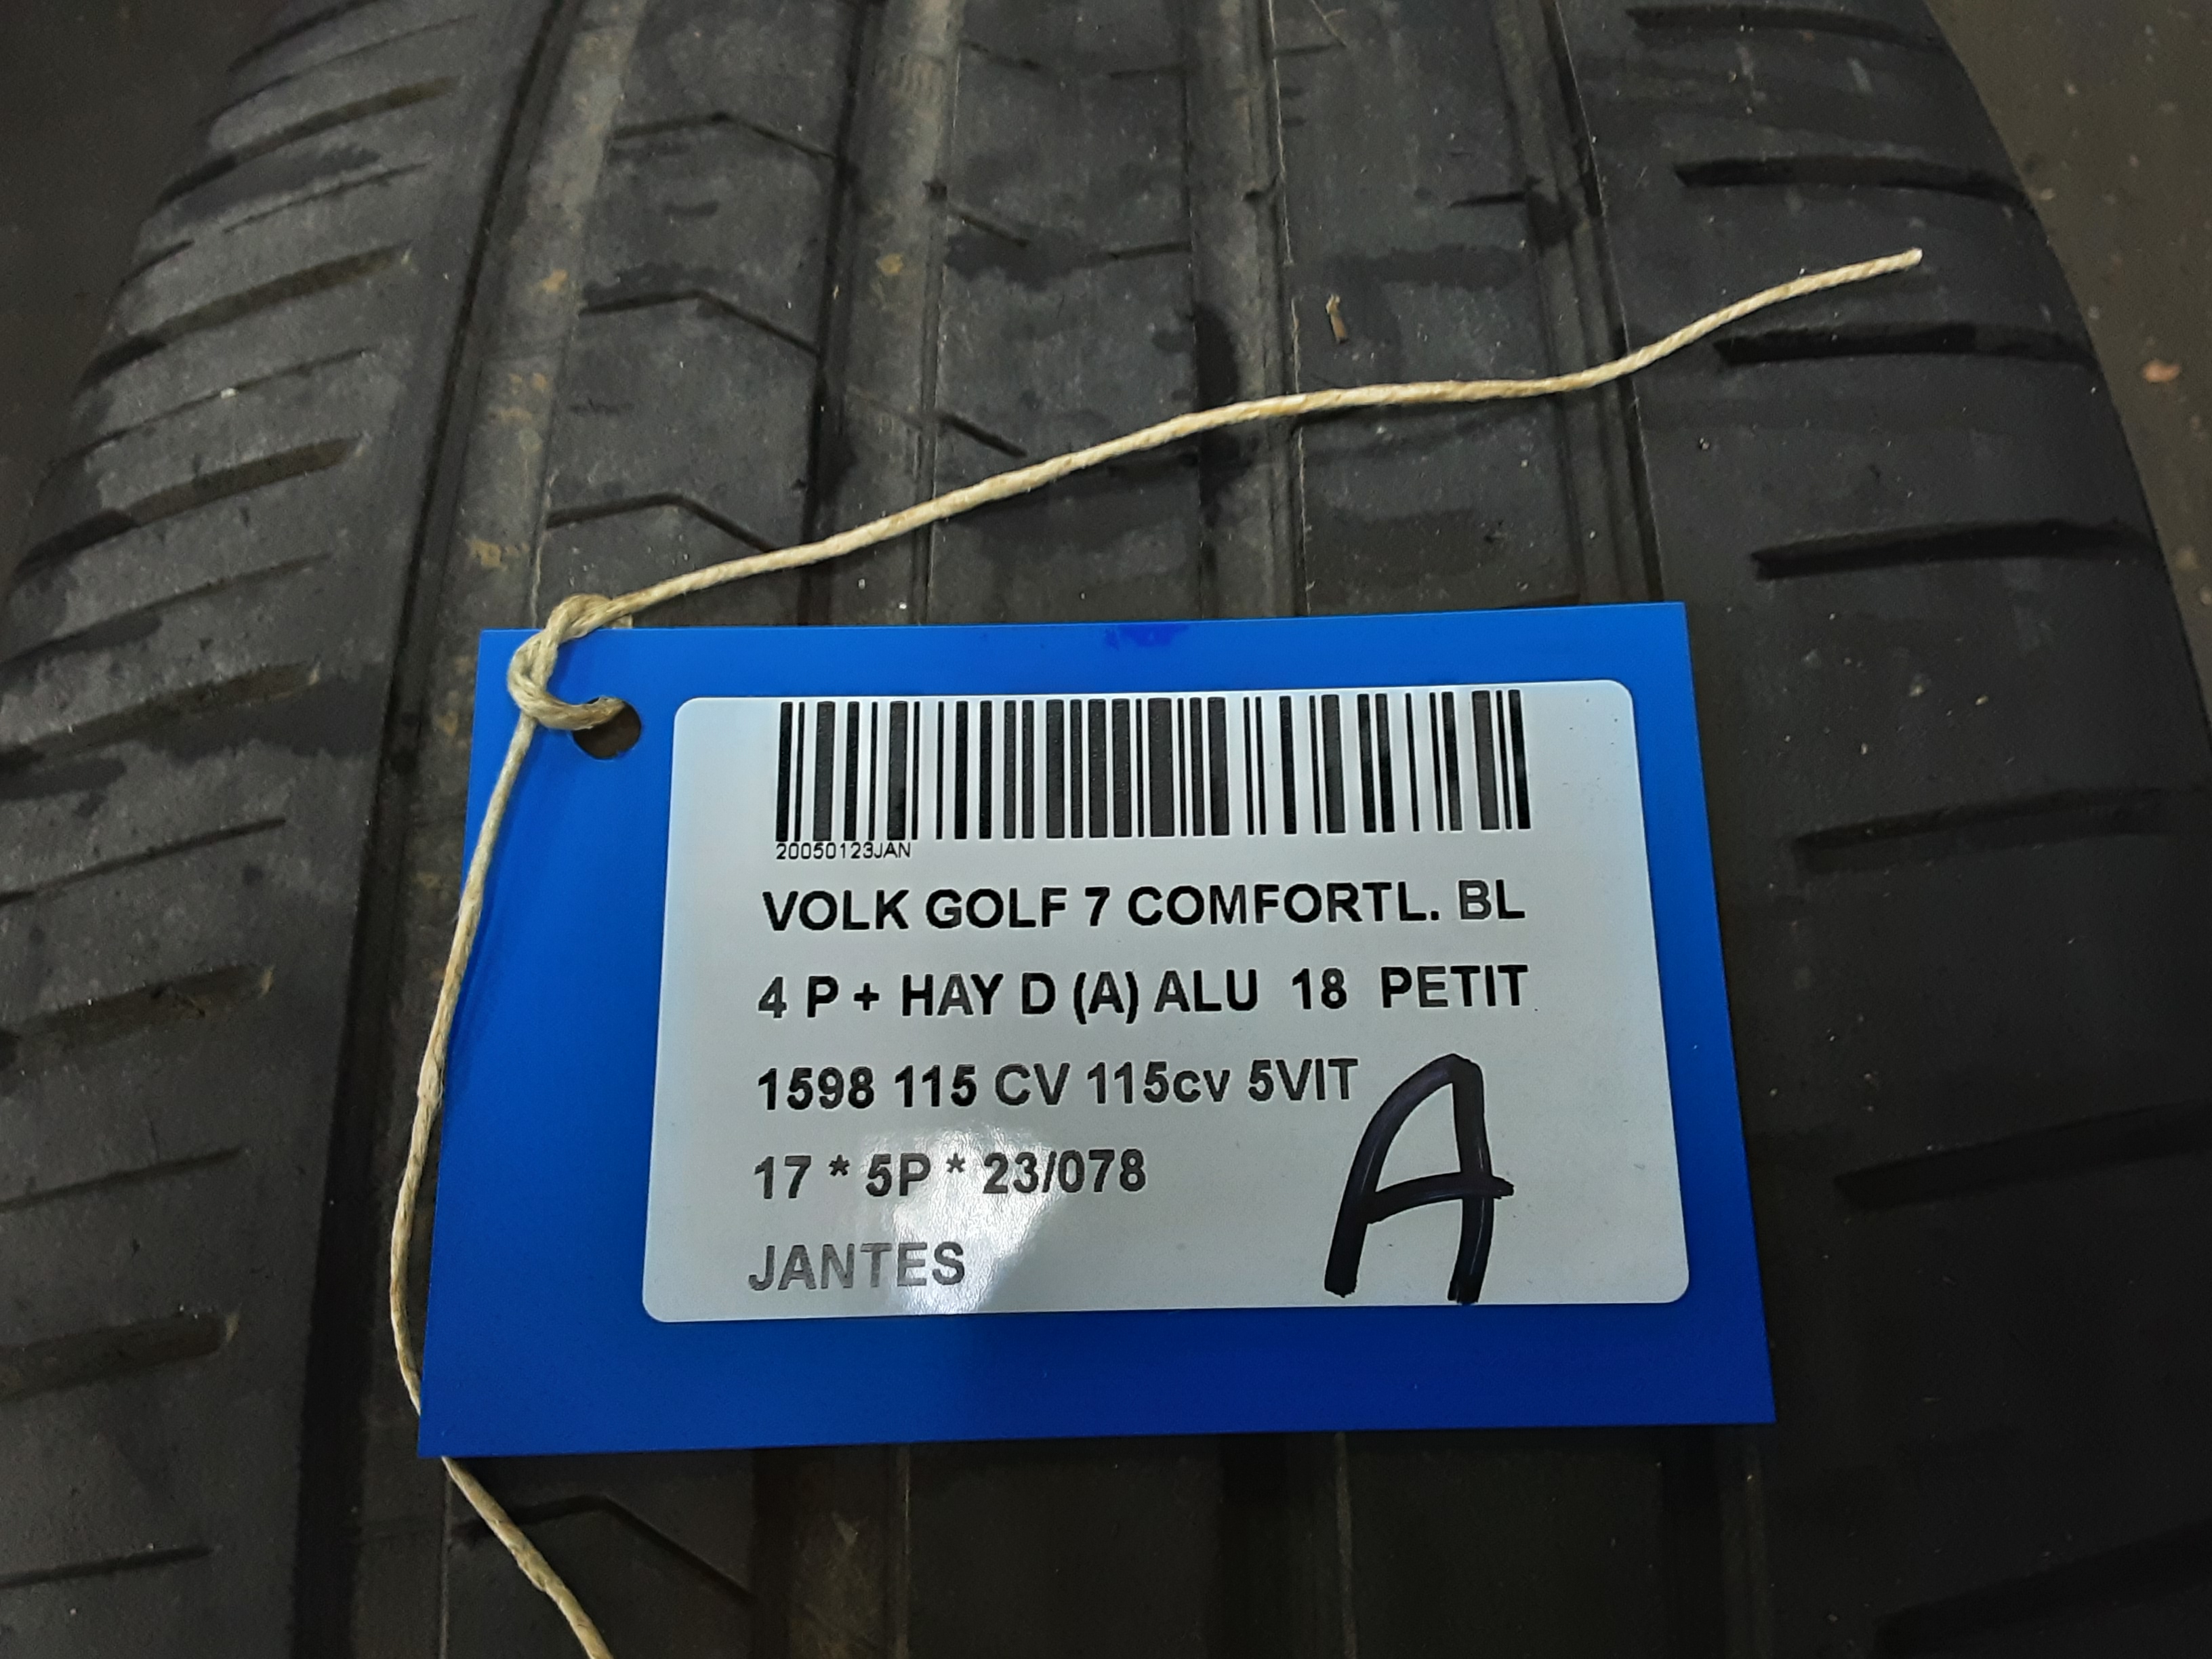 20050123JAN
VOLK GOLF 7 COMFORTL. BL
4 P + HAY D (A) ALU 18 PETIT
1598 115 CV 115cv 5VIT
17 * 5P * 23/078
JANTES
A